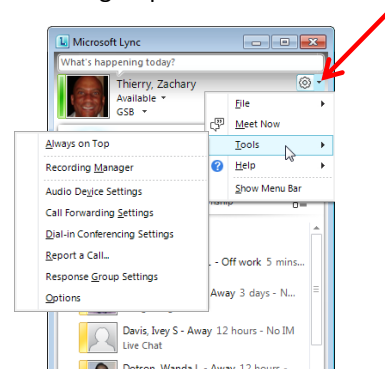 Microsoft Lync
What's happening today?
Thierry, Zachary
Available
GSB
File
Meet Now
Tools
Help
Show Menu Bar
Always on Top
Recording Manager
Audio Device Settings
Call Forwarding Settings
Dial-in Conferencing Settings
Report a Call...
Response Group Settings
Options
- Off work 5 mins...
Away 3 days - N...
Davis, Ivey S - Away 12 hours - No IM
Live Chat
Dotson, Wanda L - Away 12 hours -